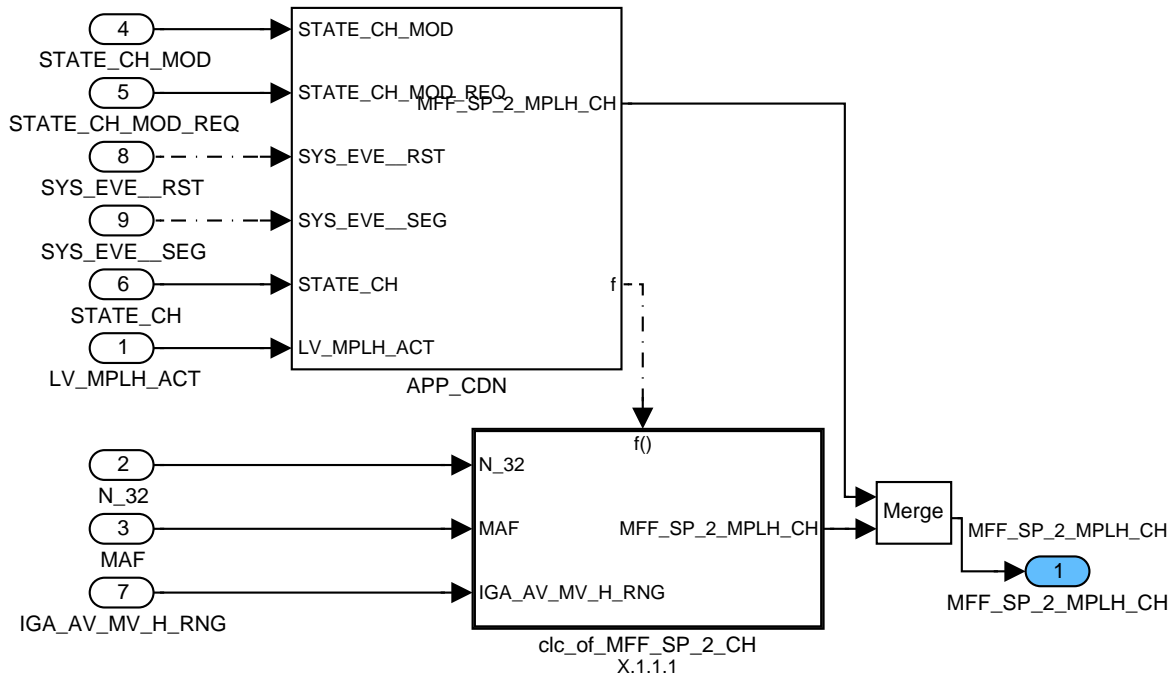 4
STATE_CH_MOD
STATE_CH_MOD
5
STATE_CH_MOD_REQ
STATE_CH_MOD_REQ
MFF_SP_2_MPLH_CH
8
SYS_EVE__RST
SYS_EVE__RST
9
SYS_EVE__SEG
SYS_EVE__SEG
6
STATE_CH
STATE_CH
f
1
LV_MPLH_ACT
LV_MPLH_ACT
APP_CDN
f()
2
N_32
N_32
3
MAF
MAF
MFF_SP_2_MPLH_CH
7
IGA_AV_MV_H_RNG
IGA_AV_MV_H_RNG
clc_of_MFF_SP_2_CH
X.1.1.1
Merge
MFF_SP_2_MPLH_CH
1
MFF_SP_2_MPLH_CH